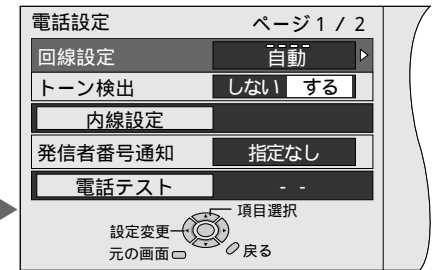 電話設定 ページ1 / 2
回線設定 自動
トーン検出 しない する
内線設定
発信者番号通知 指定なし
電話テスト - -
項目選択
設定変更
元の画面 戻る